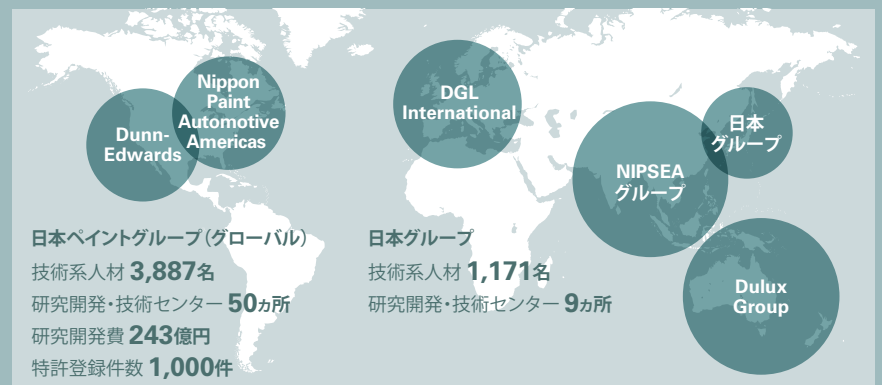 Nippon
Paint
Automotive
Americas
Dunn-
Edwards
DGL
International
NIPSEA
グループ
日本
グループ
Dulux
Group
日本ペイントグループ（グローバル）
技術系人材 3,887名
研究開発・技術センター 50ヵ所
研究開発費 243億円
特許登録件数 1,000件
日本グループ
技術系人材 1,171名
研究開発・技術センター 9ヵ所